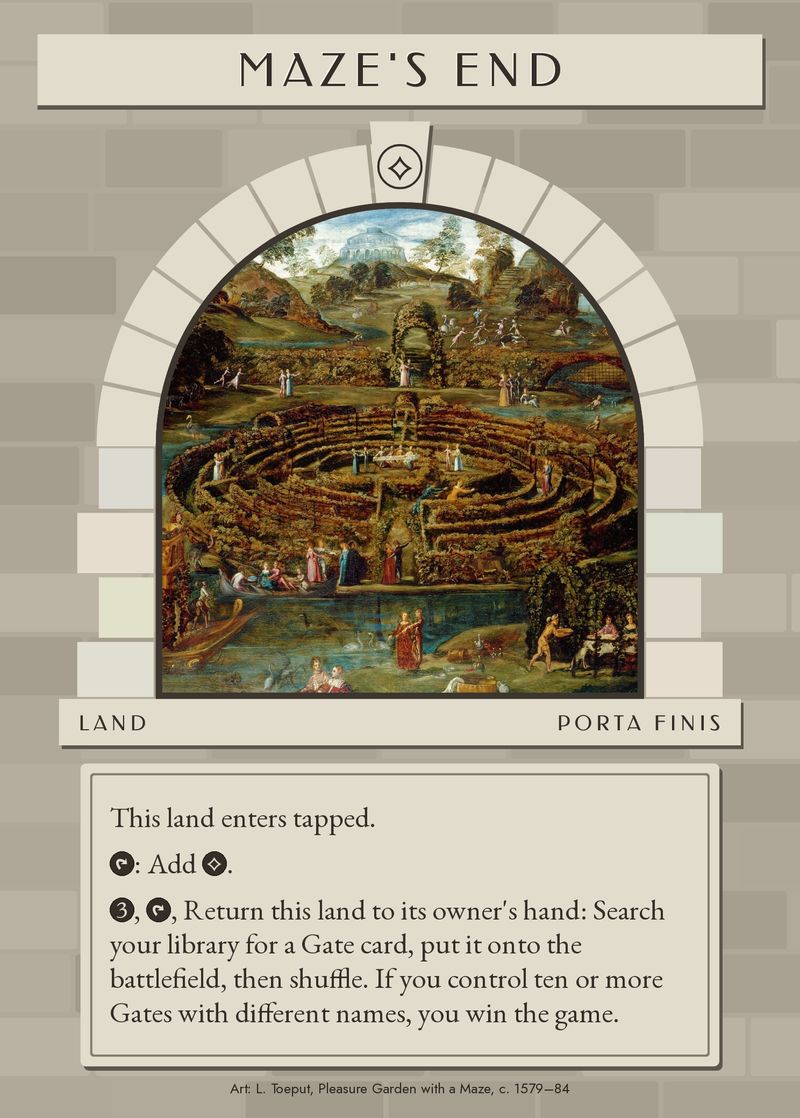 MAZE'S END
LAND
PORTA FINIS
This land enters tapped.
: Add .
3, , Return this land to its owner's hand: Search
your library for a Gate card, put it onto the
battlefield, then shuffle. If you control ten or more
Gates with different names, you win the game.
Art: L. Toeput, Pleasure Garden with a Maze, c. 1579–84